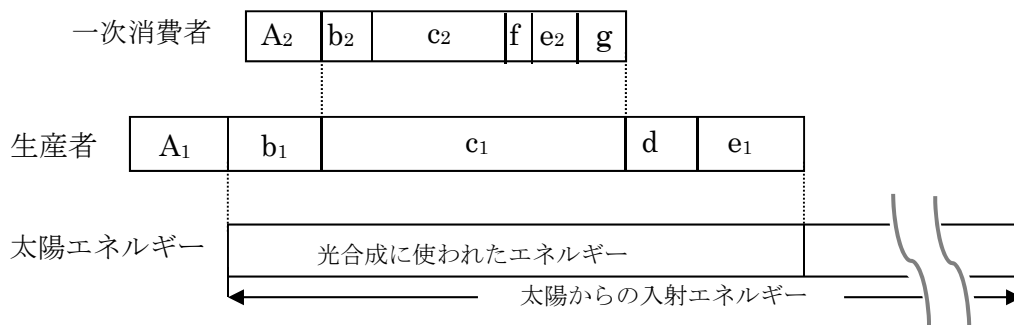 一次消費者 A₂ b₂ c₂ f e₂ g
生産者 A₁ b₁ c₁ d e₁
太陽エネルギー 光合成に使われたエネルギー
太陽からの入射エネルギー